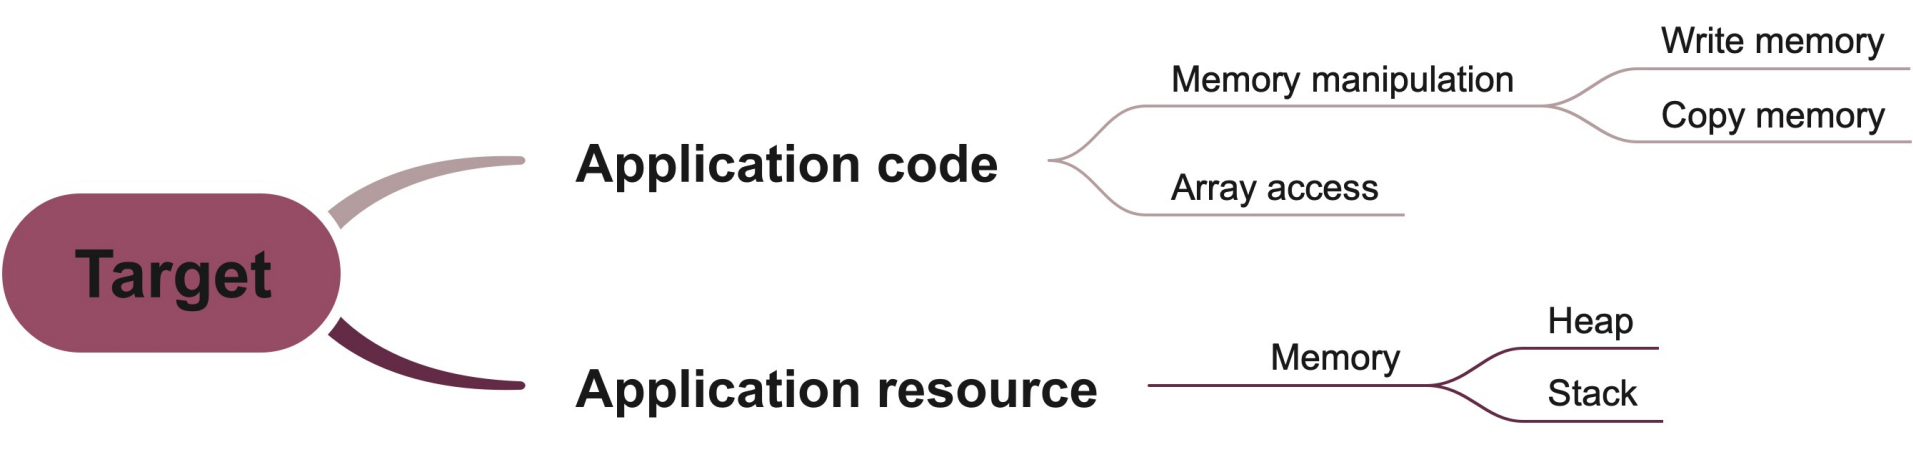 Target
Application code
Memory manipulation
Write memory
Copy memory
Array access
Application resource
Memory
Heap
Stack